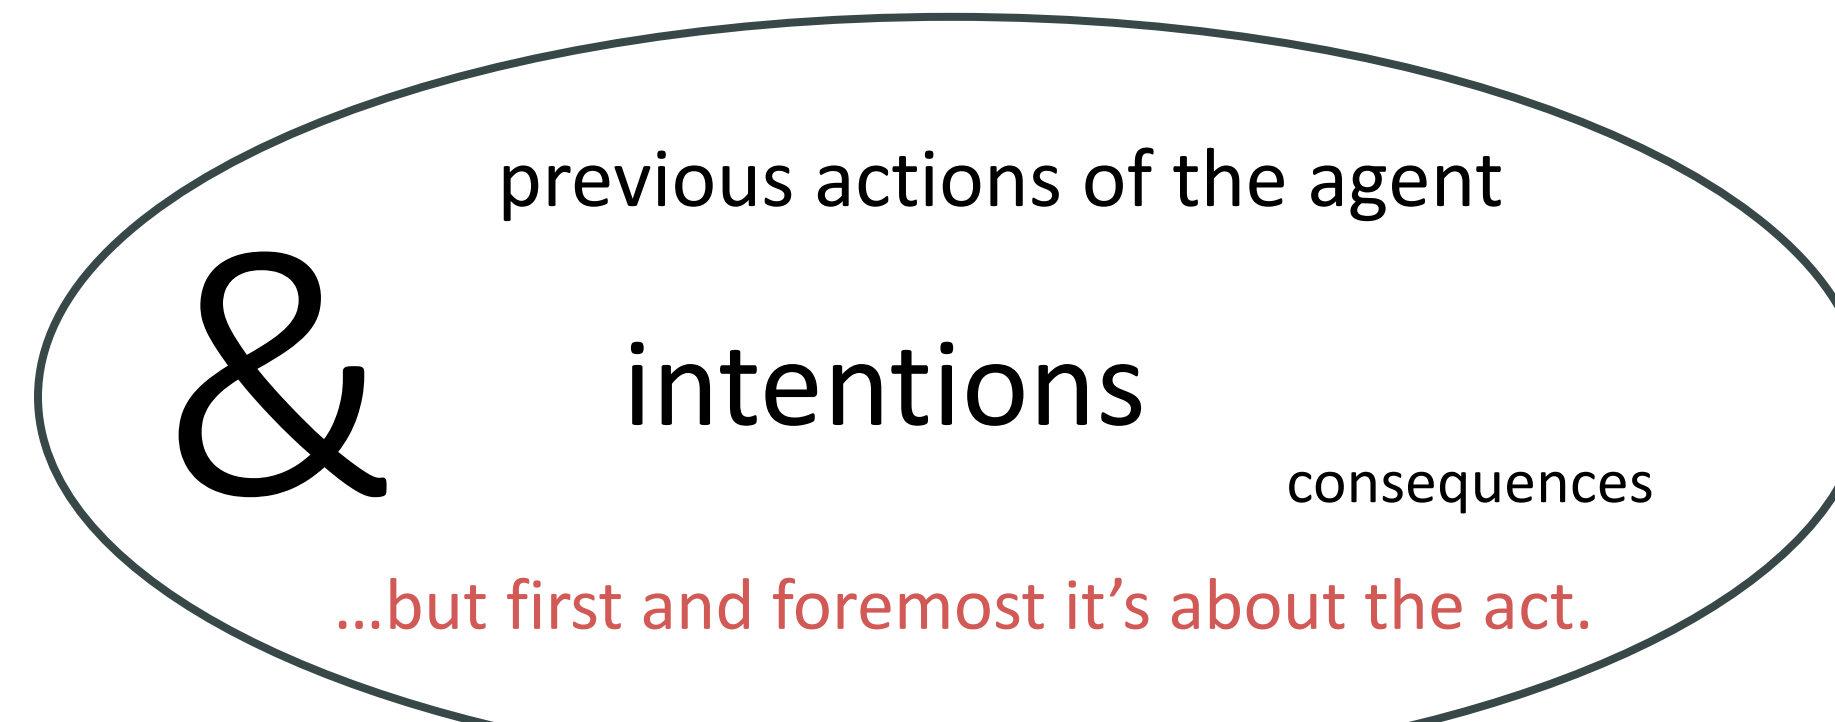 previous actions of the agent
&
intentions
consequences
...but first and foremost it’s about the act.